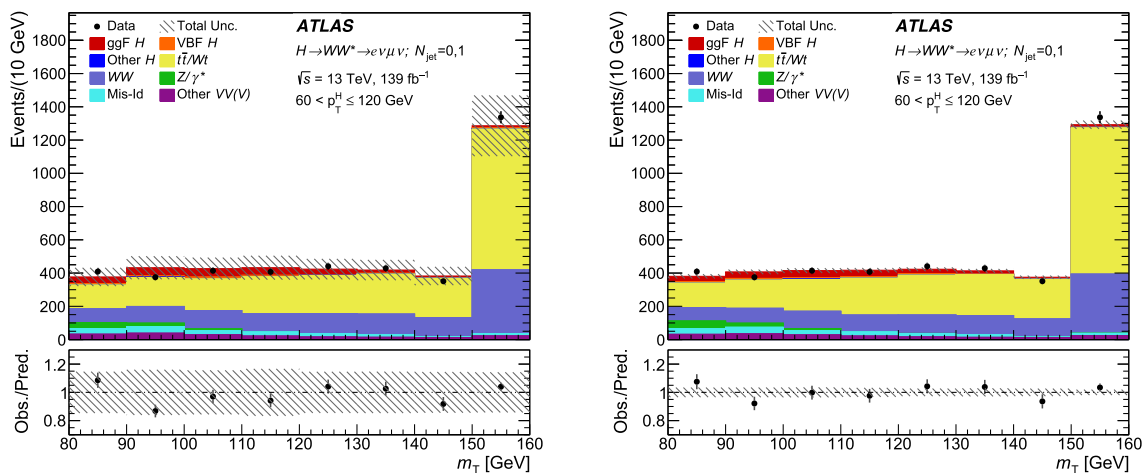 Data Total Unc. ATLAS
ggF H VBF H
Other H tt̄/Wt
WW Z/γ*
Mis-Id Other VV(V)
H→WW*→eνμν; N_jet=0,1
√s = 13 TeV, 139 fb⁻¹
60 < p_T^H ≤ 120 GeV
Events/(10 GeV)
1800
1600
1400
1200
1000
800
600
400
200
0
Obs./Pred.
1.2
1
0.8
80 90 100 110 120 130 140 150 160
m_T [GeV]
Data Total Unc. ATLAS
ggF H VBF H
Other H tt̄/Wt
WW Z/γ*
Mis-Id Other VV(V)
H→WW*→eνμν; N_jet=0,1
√s = 13 TeV, 139 fb⁻¹
60 < p_T^H ≤ 120 GeV
Events/(10 GeV)
1800
1600
1400
1200
1000
800
600
400
200
0
Obs./Pred.
1.2
1
0.8
80 90 100 110 120 130 140 150 160
m_T [GeV]